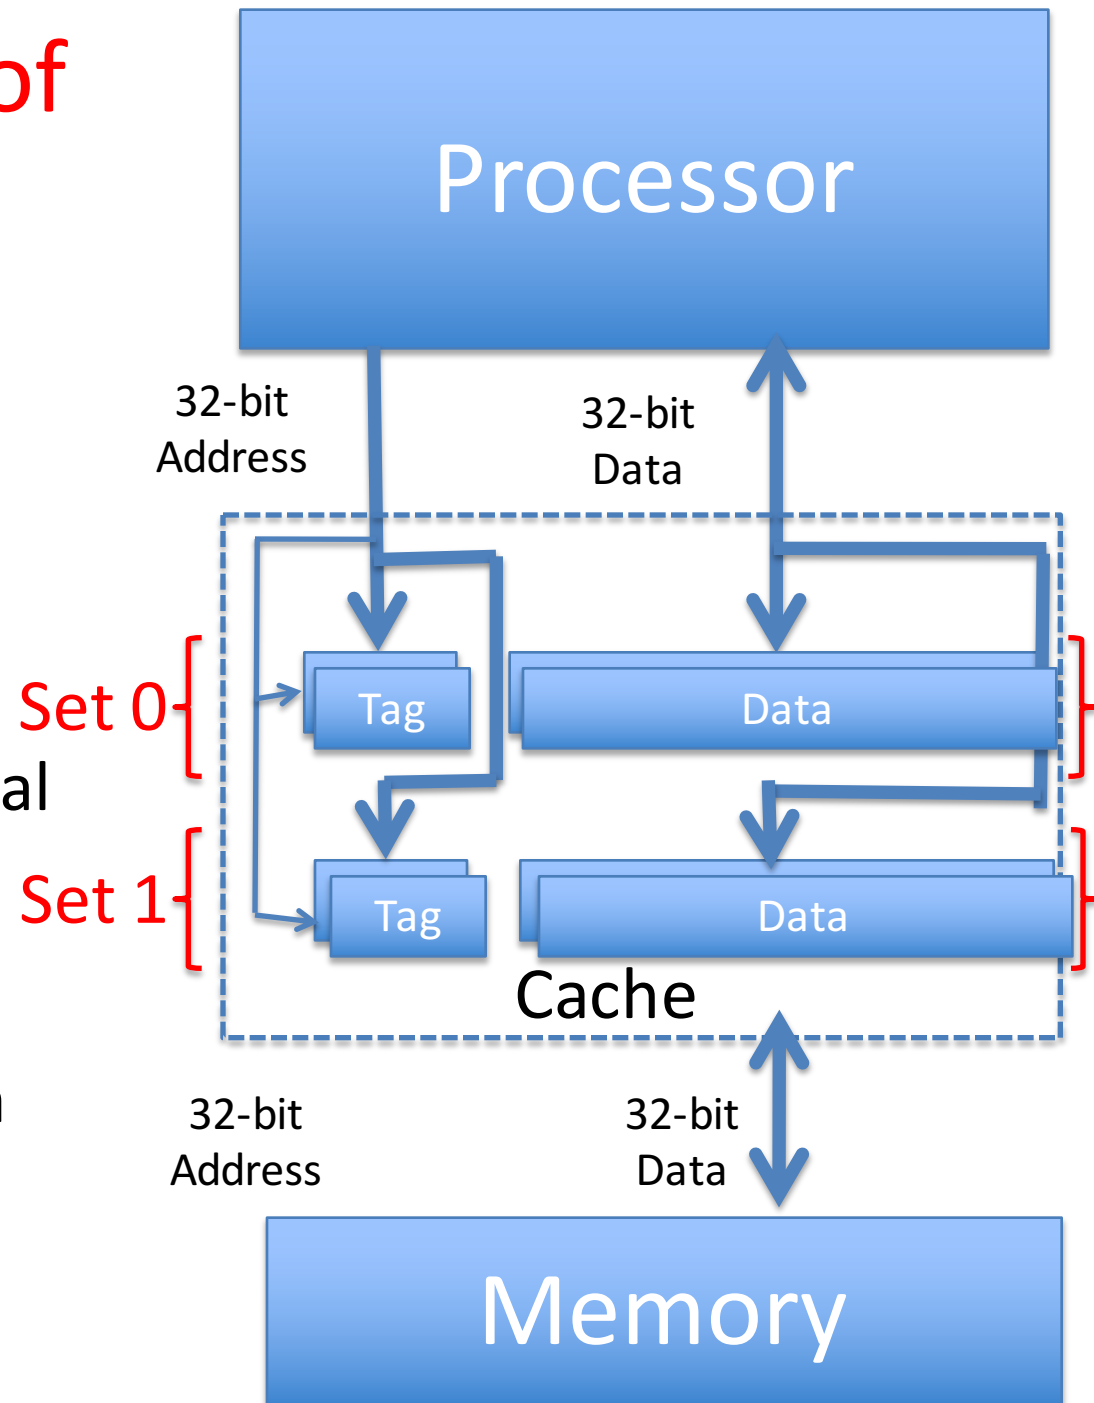 of
Processor
32-bit
Address
32-bit
Data
Set 0
Tag
Data
al
Set 1
Tag
Data
Cache
32-bit
Address
32-bit
Data
Memory